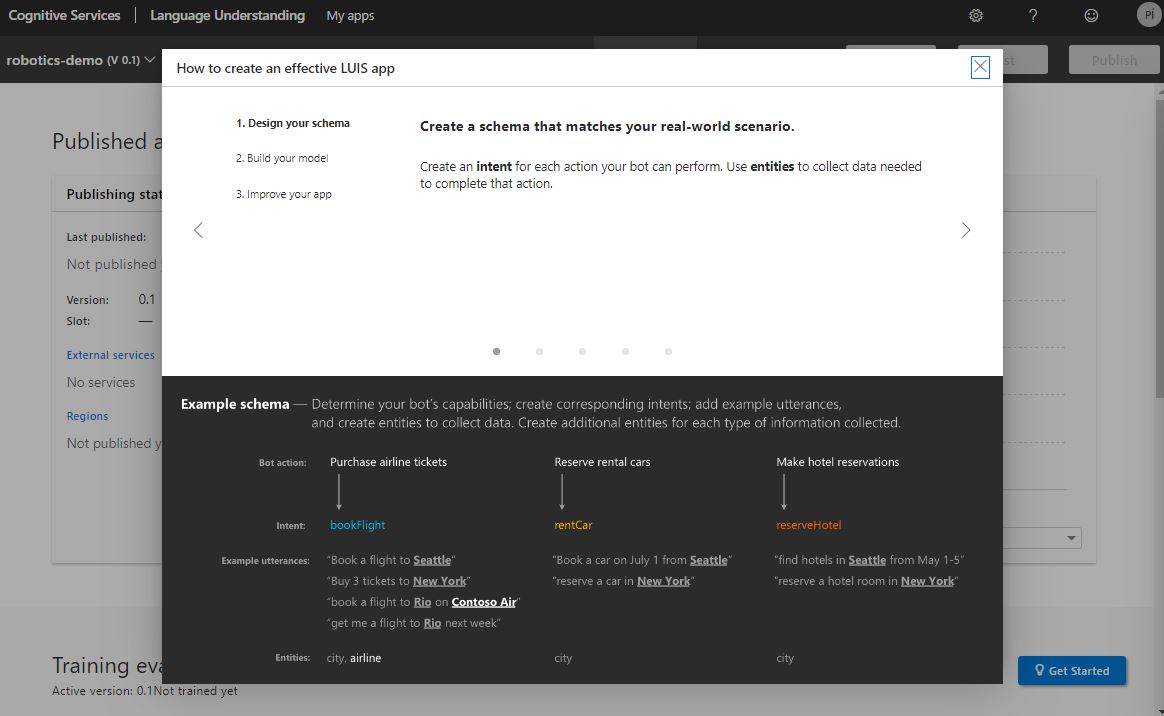 Cognitive Services
Language Understanding
My apps
?
PÍ
robotics-demo (V 0.1)
Publish
How to create an effective LUIS app
1. Design your schema
2. Build your model
3. Improve your app
Create a schema that matches your real-world scenario.
Create an intent for each action your bot can perform. Use entities to collect data needed
to complete that action.
Published
Publishing
Last published:
Not published
Version: 0.1
Slot: —
External services
No services
Regions
Not published
Example schema — Determine your bot's capabilities; create corresponding intents; add example utterances,
and create entities to collect data. Create additional entities for each type of information collected.
Bot action: Purchase airline tickets Reserve rental cars Make hotel reservations
Intent: bookFlight rentCar reserveHotel
Example utterances: “Book a flight to Seattle” “Book a car on July 1 from Seattle” “find hotels in Seattle from May 1-5”
“Buy 3 tickets to New York” “reserve a car in New York” “reserve a hotel room in New York”
“book a flight to Rio on Contoso Air”
“get me a flight to Rio next week”
Entities: city, airline city city
Training
Active version: 0.1Not trained yet
Get Started